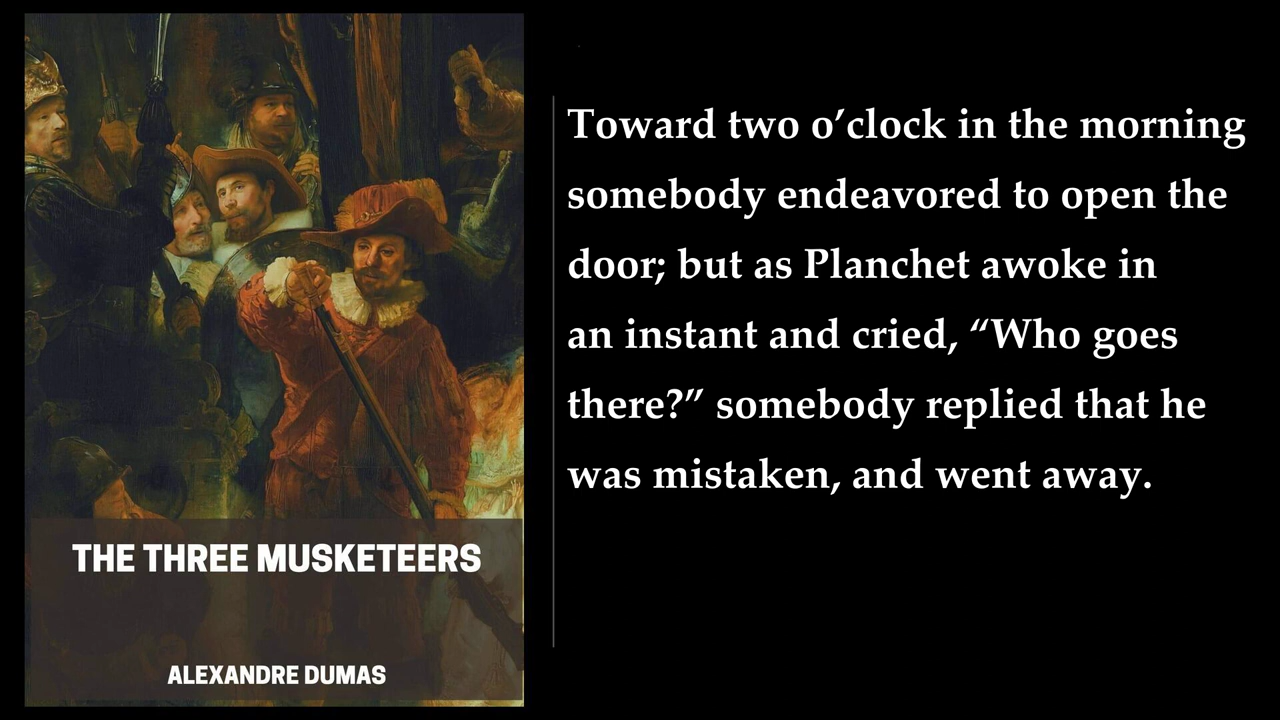 THE THREE MUSKETEERS
ALEXANDRE DUMAS
Toward two o’clock in the morning
somebody endeavored to open the
door; but as Planchet awoke in
an instant and cried, “Who goes
there?” somebody replied that he
was mistaken, and went away.